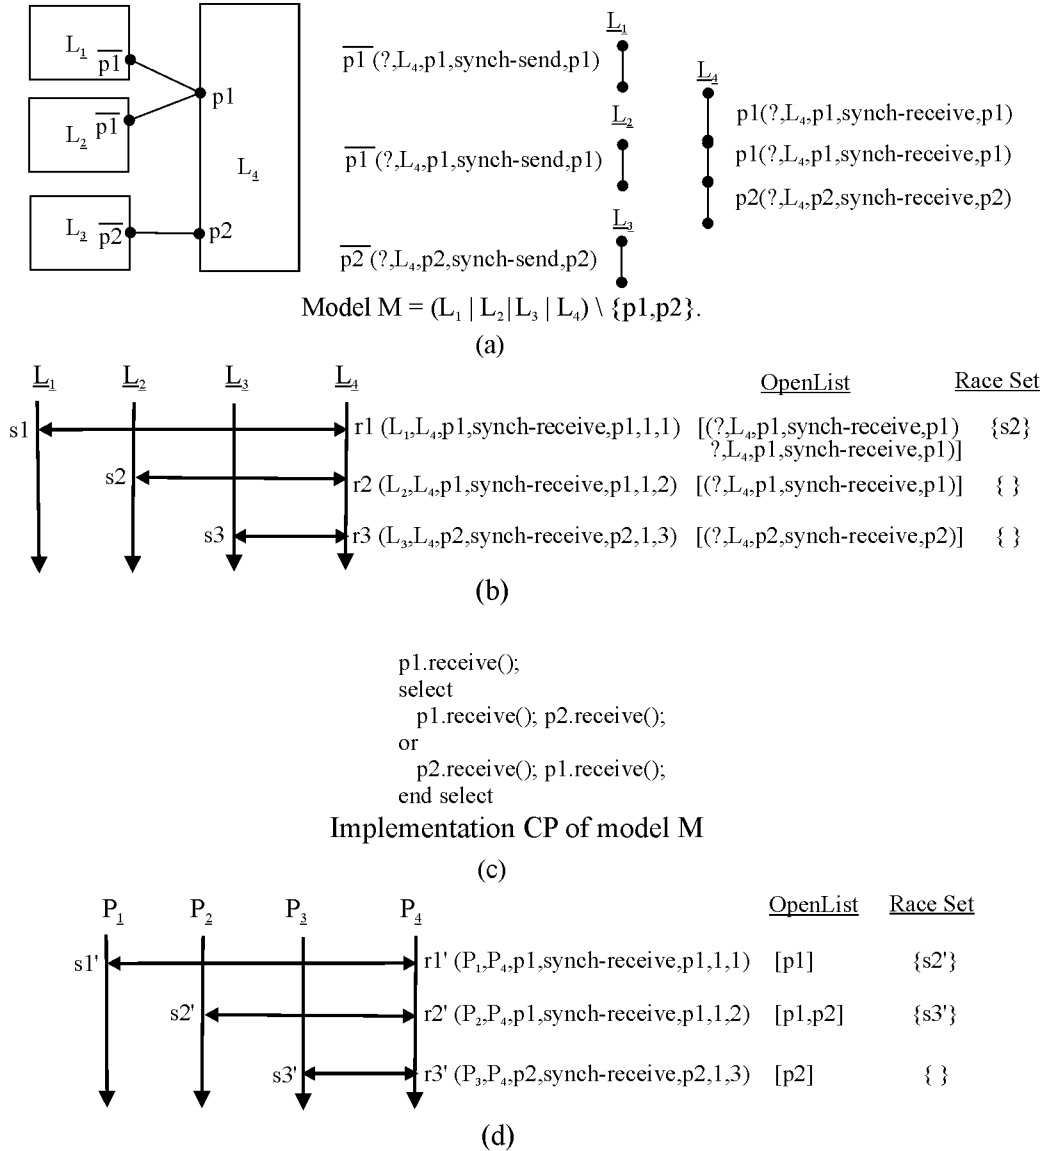 L₁ p1̅
L₂ p1̅
L₃ p2̅
p1
L₄
p2
L₁
p1̅(?,L₄,p1,synch-send,p1)
L₂
p1̅(?,L₄,p1,synch-send,p1)
L₃
p2̅(?,L₄,p2,synch-send,p2)
L₄
p1(?,L₄,p1,synch-receive,p1)
p1(?,L₄,p1,synch-receive,p1)
p2(?,L₄,p2,synch-receive,p2)
Model M = (L₁ | L₂| L₃ | L₄) \ {p1,p2}.
(a)
L₁ L₂ L₃ L₄ OpenList Race Set
s1 r1 (L₁,L₄,p1,synch-receive,p1,1,1) [(?,L₄,p1,synch-receive,p1) {s2}
?,L₄,p1,synch-receive,p1)]
s2 r2 (L₂,L₄,p1,synch-receive,p1,1,2) [(?,L₄,p1,synch-receive,p1)] { }
s3 r3 (L₃,L₄,p2,synch-receive,p2,1,3) [(?,L₄,p2,synch-receive,p2)] { }
(b)
p1.receive();
select
p1.receive(); p2.receive();
or
p2.receive(); p1.receive();
end select
Implementation CP of model M
(c)
P₁ P₂ P₃ P₄ OpenList Race Set
s1' r1' (P₁,P₄,p1,synch-receive,p1,1,1) [p1] {s2'}
s2' r2' (P₂,P₄,p1,synch-receive,p1,1,2) [p1,p2] {s3'}
s3' r3' (P₃,P₄,p2,synch-receive,p2,1,3) [p2] { }
(d)